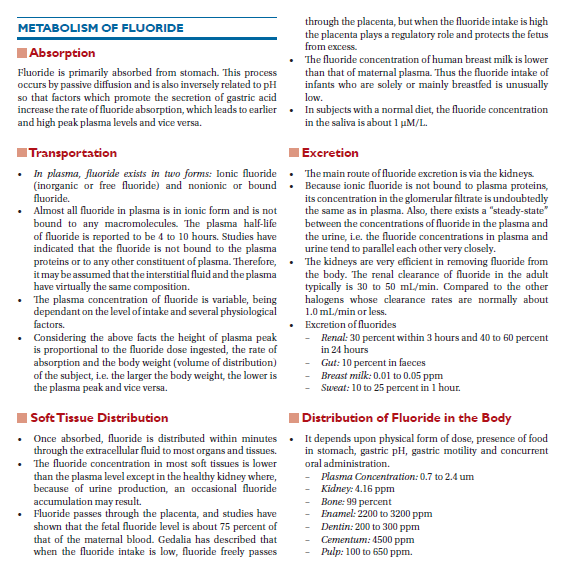 METABOLISM OF FLUORIDE
Absorption
Fluoride is primarily absorbed from stomach. This process
occurs by passive diffusion and is also inversely related to pH
so that factors which promote the secretion of gastric acid
increase the rate of fluoride absorption, which leads to earlier
and high peak plasma levels and vice versa.
Transportation
• In plasma, fluoride exists in two forms: Ionic fluoride
(inorganic or free fluoride) and nonionic or bound
fluoride.
• Almost all fluoride in plasma is in ionic form and is not
bound to any macromolecules. The plasma half-life
of fluoride is reported to be 4 to 10 hours. Studies have
indicated that the fluoride is not bound to the plasma
proteins or to any other constituent of plasma. Therefore,
it may be assumed that the interstitial fluid and the plasma
have virtually the same composition.
• The plasma concentration of fluoride is variable, being
dependant on the level of intake and several physiological
factors.
• Considering the above facts the height of plasma peak
is proportional to the fluoride dose ingested, the rate of
absorption and the body weight (volume of distribution)
of the subject, i.e. the larger the body weight, the lower is
the plasma peak and vice versa.
Soft Tissue Distribution
• Once absorbed, fluoride is distributed within minutes
through the extracellular fluid to most organs and tissues.
• The fluoride concentration in most soft tissues is lower
than the plasma level except in the healthy kidney where,
because of urine production, an occasional fluoride
accumulation may result.
• Fluoride passes through the placenta, and studies have
shown that the fetal fluoride level is about 75 percent of
that of the maternal blood. Gedalia has described that
when the fluoride intake is low, fluoride freely passes
through the placenta, but when the fluoride intake is high
the placenta plays a regulatory role and protects the fetus
from excess.
• The fluoride concentration of human breast milk is lower
than that of maternal plasma. Thus the fluoride intake of
infants who are solely or mainly breastfed is unusually
low.
• In subjects with a normal diet, the fluoride concentration
in the saliva is about 1 μM/L.
Excretion
• The main route of fluoride excretion is via the kidneys.
• Because ionic fluoride is not bound to plasma proteins,
its concentration in the glomerular filtrate is undoubtedly
the same as in plasma. Also, there exists a “steady-state”
between the concentrations of fluoride in the plasma and
the urine, i.e. the fluoride concentrations in plasma and
urine tend to parallel each other very closely.
• The kidneys are very efficient in removing fluoride from
the body. The renal clearance of fluoride in the adult
typically is 30 to 50 mL/min. Compared to the other
halogens whose clearance rates are normally about
1.0 mL/min or less.
• Excretion of fluorides
– Renal: 30 percent within 3 hours and 40 to 60 percent
in 24 hours
– Gut: 10 percent in faeces
– Breast milk: 0.01 to 0.05 ppm
– Sweat: 10 to 25 percent in 1 hour.
Distribution of Fluoride in the Body
• It depends upon physical form of dose, presence of food
in stomach, gastric pH, gastric motility and concurrent
oral administration.
– Plasma Concentration: 0.7 to 2.4 um
– Kidney: 4.16 ppm
– Bone: 99 percent
– Enamel: 2200 to 3200 ppm
– Dentin: 200 to 300 ppm
– Cementum: 4500 ppm
– Pulp: 100 to 650 ppm.